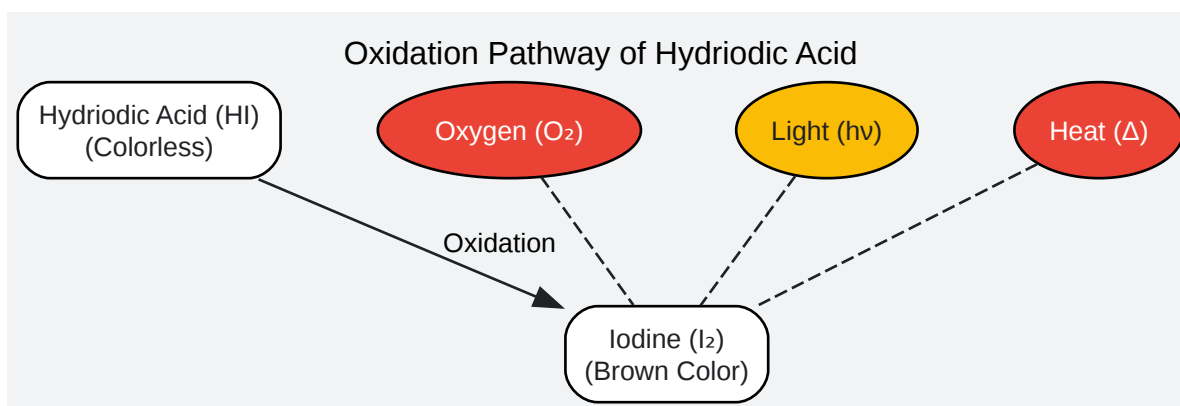 Oxidation Pathway of Hydriodic Acid
Hydriodic Acid (HI)
(Colorless)
Oxygen (O₂)
Light (hν)
Heat (Δ)
Oxidation
Iodine (I₂)
(Brown Color)